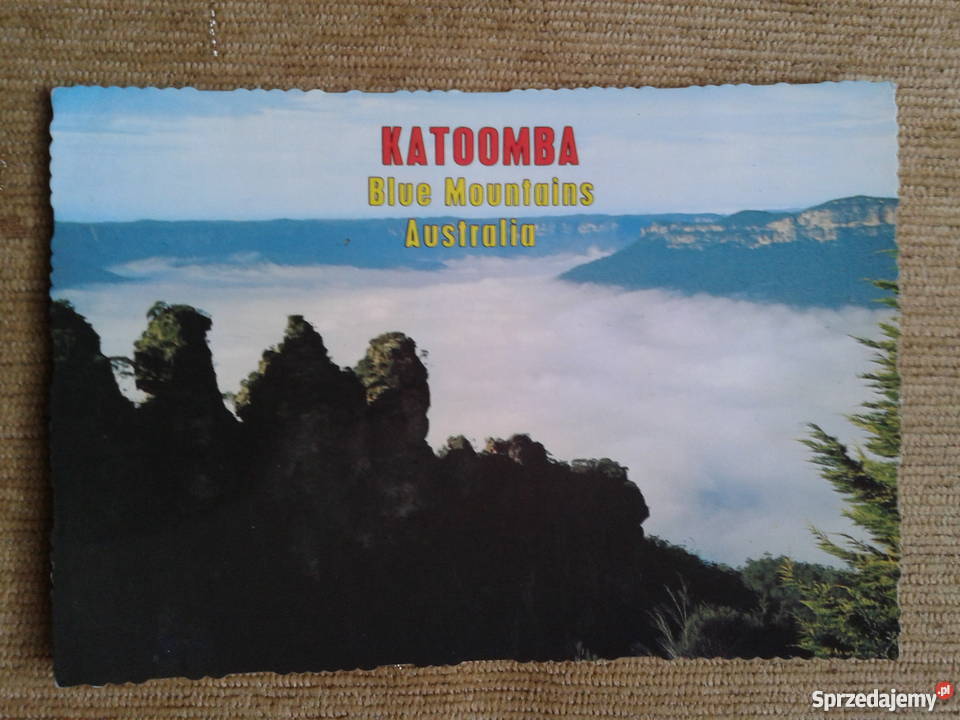 KATOOMBA
Blue Mountains
Australia
Sprzedajemy.pl